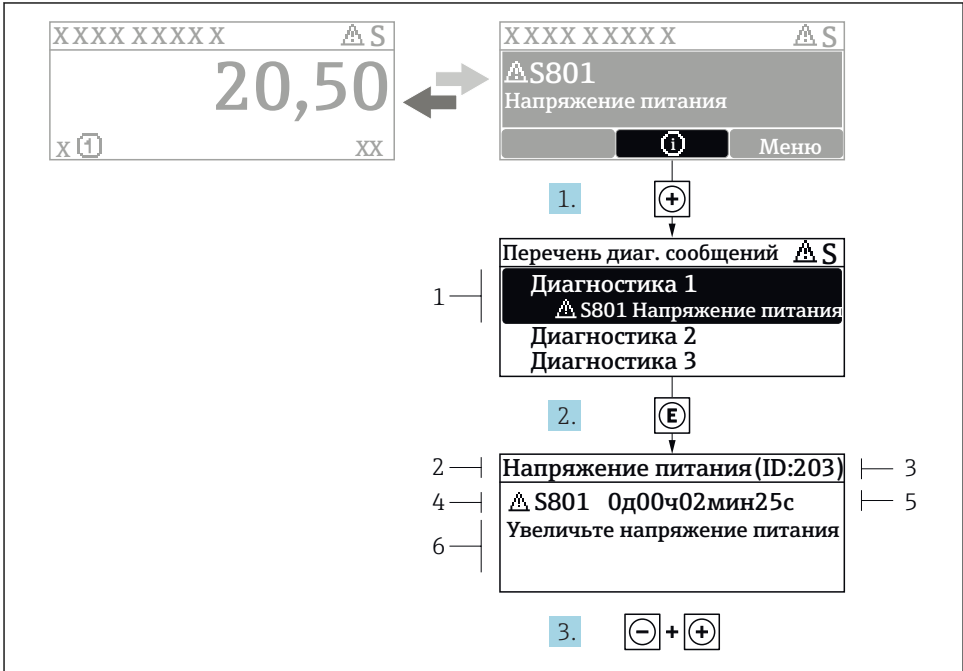 XXXX XXXXX ⚠ S
20,50
x 1 XX
XXXX XXXXX ⚠ S
⚠S801
Напряжение питания
i Меню
1. +
Перечень диаг. сообщений ⚠ S
1
Диагностика 1
⚠ S801 Напряжение питания
Диагностика 2
Диагностика 3
2. E
2 Напряжение питания (ID:203) 3
4 ⚠ S801 0д00ч02мин25с 5
6 Увеличьте напряжение питания
3. - + +